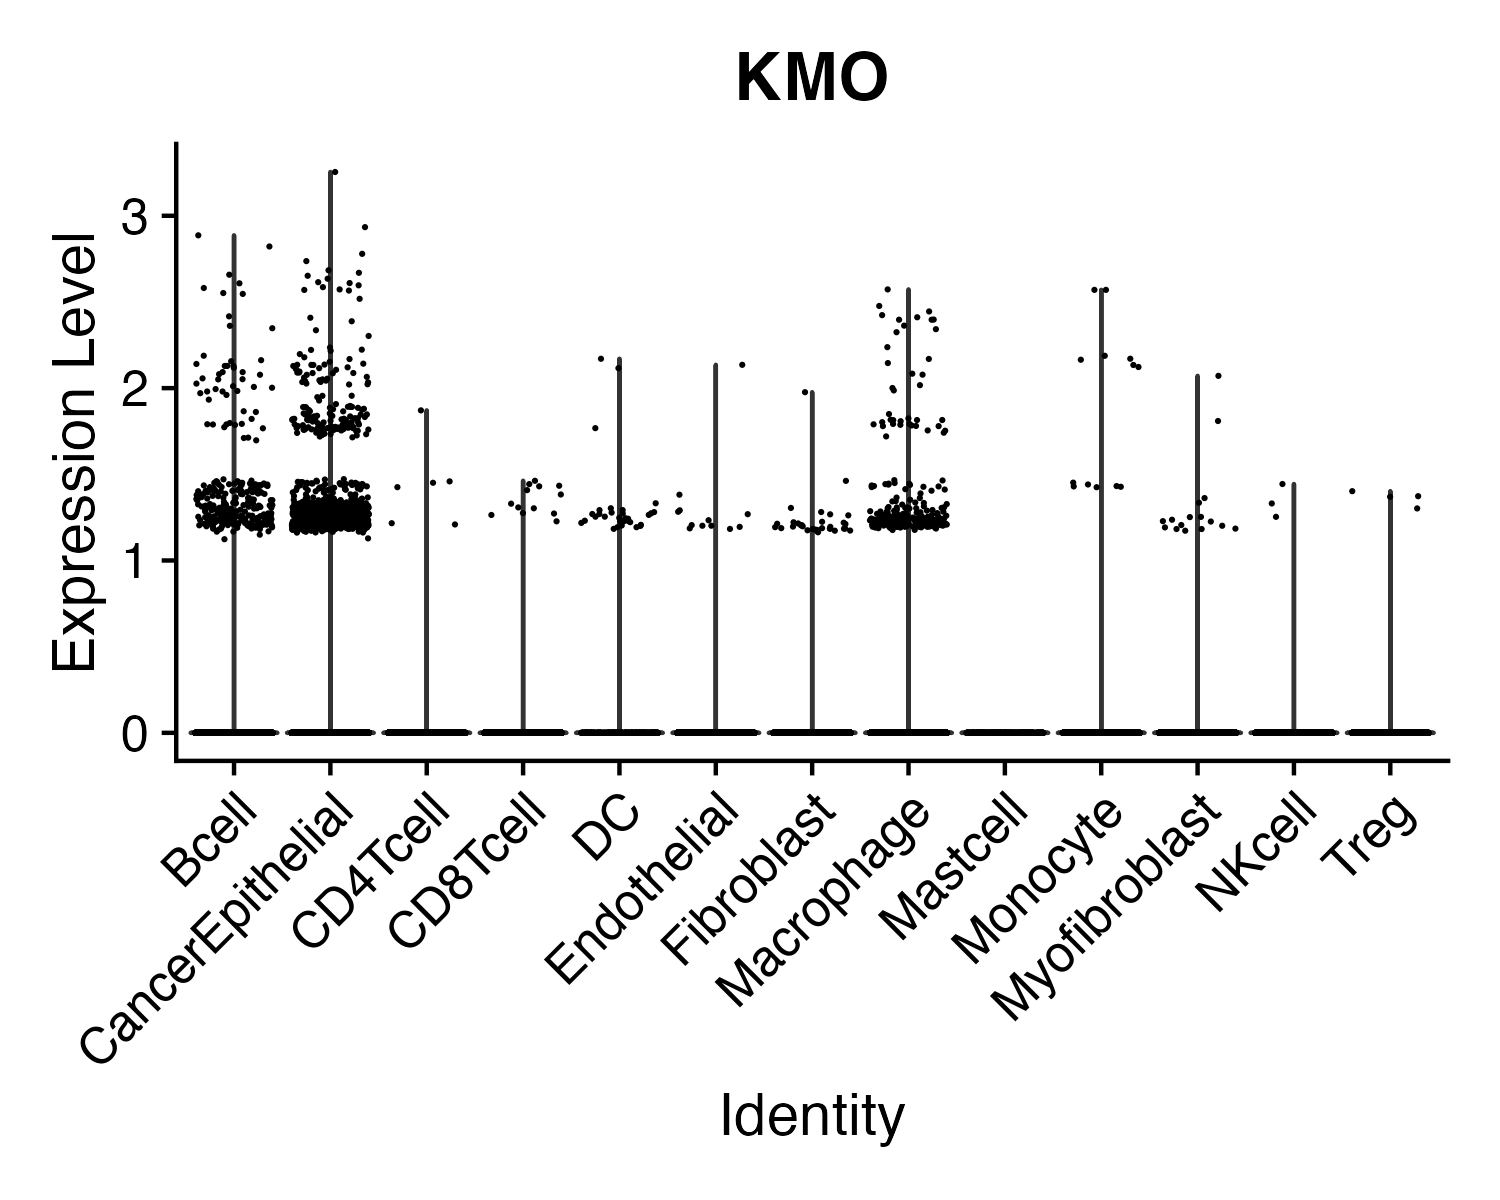 KMO
Expression Level
3
2
1
0
Bcell
CancerEpithelial
CD4Tcell
CD8Tcell
DC
Endothelial
Fibroblast
Macrophage
Mastcell
Monocyte
Myofibroblast
NKcell
Treg
Identity